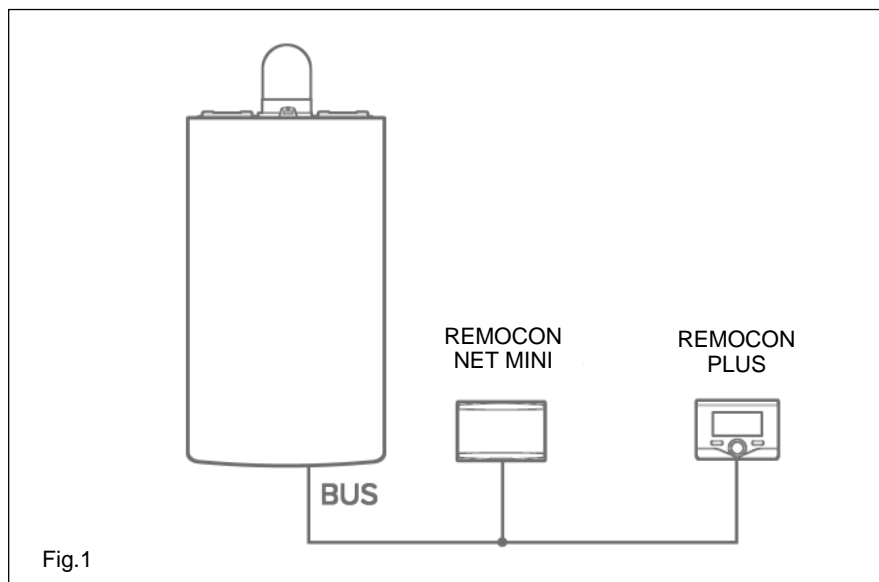 REMOCON
NET MINI
REMOCON
PLUS
BUS
Fig.1